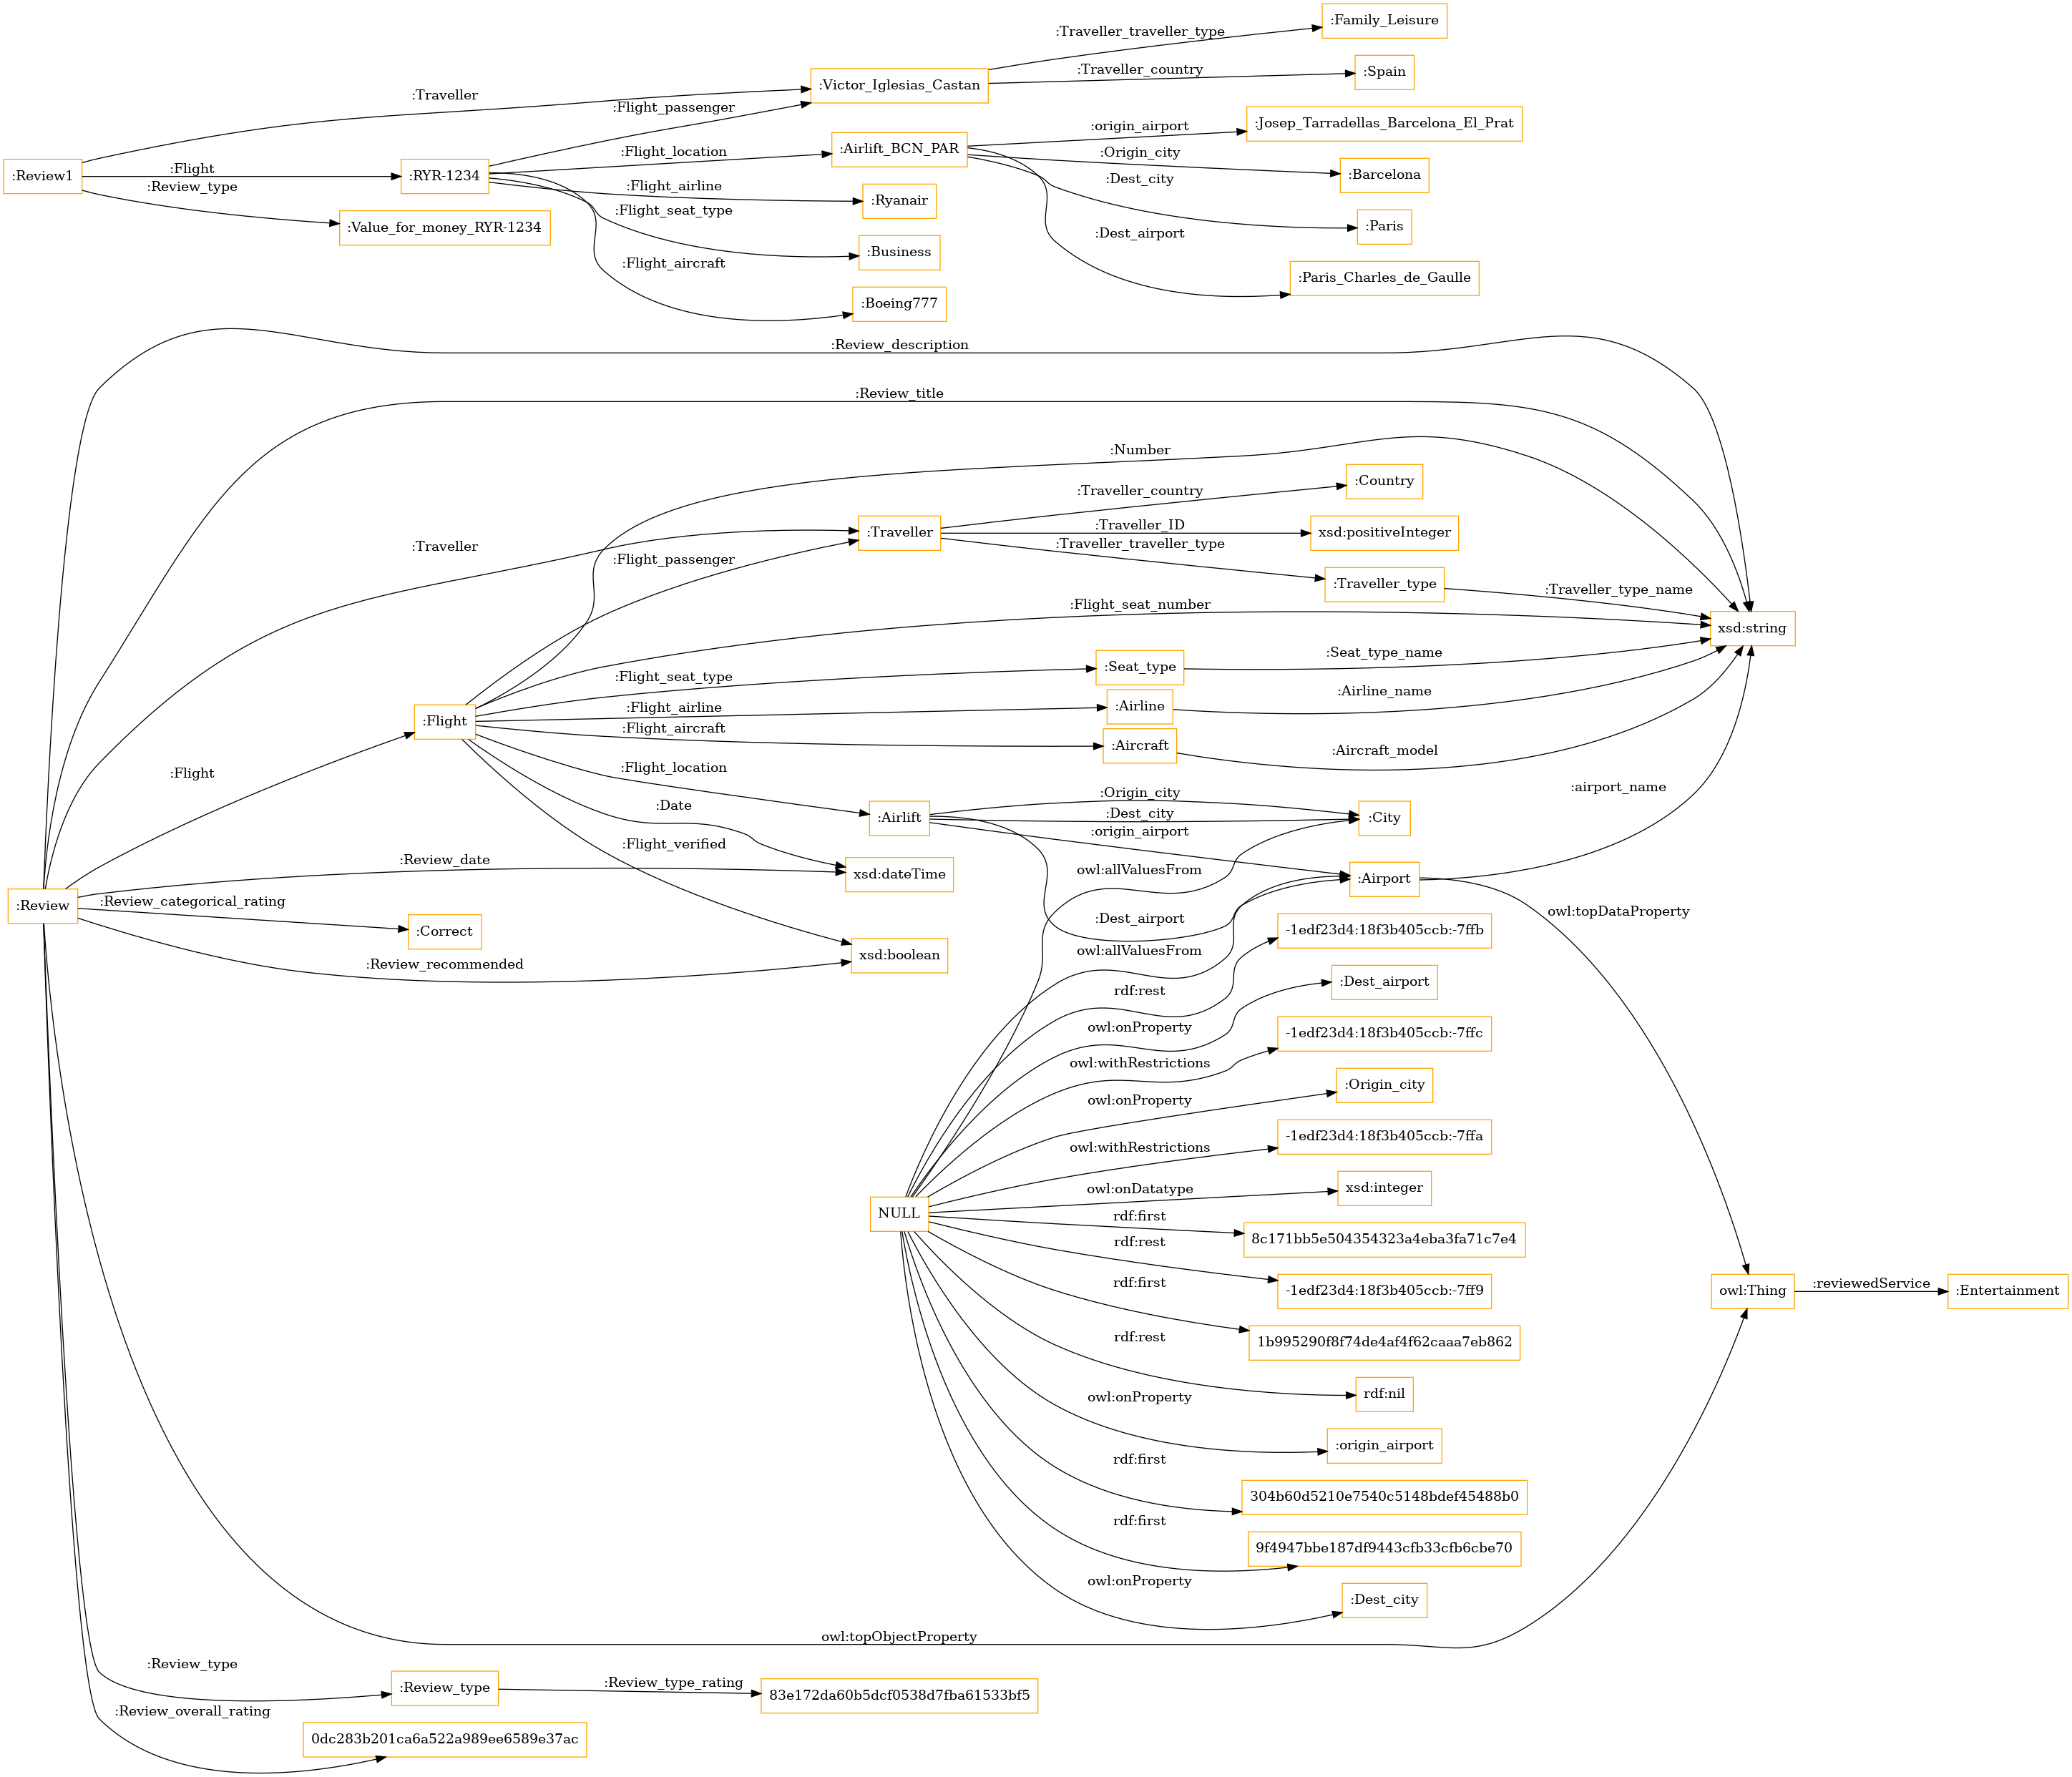 :Family_Leisure
:Traveller_traveller_type
:Spain
:Traveller_country
:Victor_Iglesias_Castan
:Traveller
:Flight_passenger
:Josep_Tarradellas_Barcelona_El_Prat
:origin_airport
:Airlift_BCN_PAR
:Flight_location
:Origin_city
:Barcelona
:Review1
:Flight
:RYR-1234
:Review_type
:Flight_airline
:Ryanair
:Dest_city
:Flight_seat_type
:Value_for_money_RYR-1234
:Paris
:Dest_airport
:Business
:Flight_aircraft
:Paris_Charles_de_Gaulle
:Boeing777
:Review_description
:Review_title
:Number
:Country
:Traveller_country
:Traveller
:Traveller_ID
xsd:positiveInteger
:Traveller
:Flight_passenger
:Traveller_traveller_type
:Traveller_type
:Traveller_type_name
:Flight_seat_number
xsd:string
:Seat_type_name
:Seat_type
:Flight_seat_type
:Airline_name
:Flight_airline
:Airline
:Flight
:Flight_aircraft
:Aircraft
:Aircraft_model
:Flight_location
:Flight
:airport_name
:Origin_city
:Date
:Dest_city
:Airlift
:City
:origin_airport
:Flight_verified
:Review_date
owl:allValuesFrom
xsd:dateTime
:Airport
:Review_categorical_rating
:Review
owl:topDataProperty
:Dest_airport
:Correct
-1edf23d4:18f3b405ccb:-7ffb
owl:allValuesFrom
xsd:boolean
:Review_recommended
:Dest_airport
rdf:rest
owl:onProperty
-1edf23d4:18f3b405ccb:-7ffc
owl:withRestrictions
:Origin_city
owl:onProperty
-1edf23d4:18f3b405ccb:-7ffa
owl:withRestrictions
xsd:integer
owl:onDatatype
NULL
rdf:first
8c171bb5e504354323a4eba3fa71c7e4
rdf:rest
-1edf23d4:18f3b405ccb:-7ff9
owl:Thing
:reviewedService
:Entertainment
rdf:first
1b995290f8f74de4af4f62caaa7eb862
rdf:rest
rdf:nil
owl:onProperty
:origin_airport
rdf:first
304b60d5210e7540c5148bdef45488b0
rdf:first
9f4947bbe187df9443cfb33cfb6cbe70
owl:onProperty
:Dest_city
owl:topObjectProperty
:Review_type
:Review_type
:Review_type_rating
83e172da60b5dcf0538d7fba61533bf5
:Review_overall_rating
0dc283b201ca6a522a989ee6589e37ac